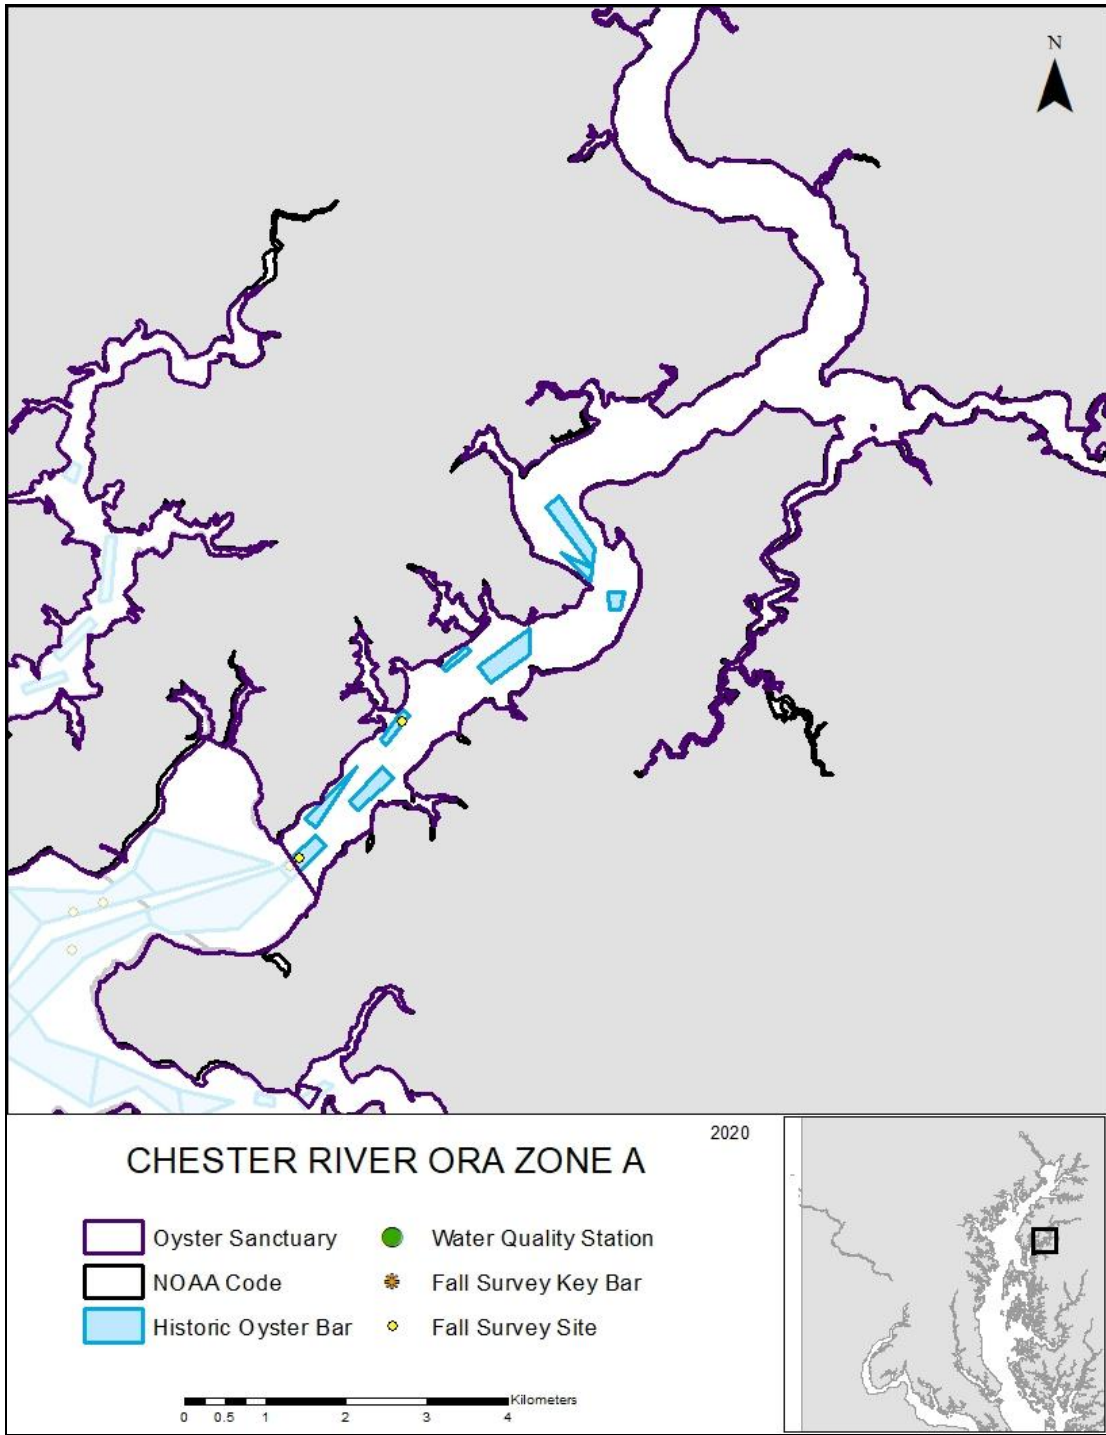 N
2020
CHESTER RIVER ORA ZONE A
Oyster Sanctuary
Water Quality Station
NOAA Code
Fall Survey Key Bar
Historic Oyster Bar
Fall Survey Site
Kilometers
0 0.5 1 2 3 4